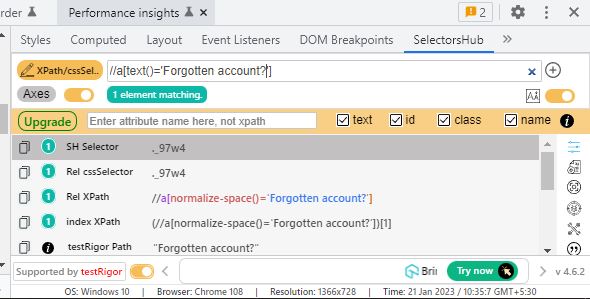 rder Performance insights 2
Styles Computed Layout Event Listeners DOM Breakpoints SelectorsHub
XPath/cssSel.. //a[text()='Forgotten account?']
Axes 1 element matching.
Upgrade Enter attribute name here, not xpath text id class name
1 SH Selector ._97w4
1 Rel cssSelector ._97w4
1 Rel XPath //a[normalize-space()='Forgotten account?']
1 index XPath (//a[normalize-space()='Forgotten account?'])[1]
testRigor Path "Forgotten account?"
Supported by testRigor Try now v 4.6.2
OS: Windows 10 | Browser: Chrome 108 | Resolution: 1366x728 | Time: 21 Jan 2023 / 10:35:7 GMT+5:30